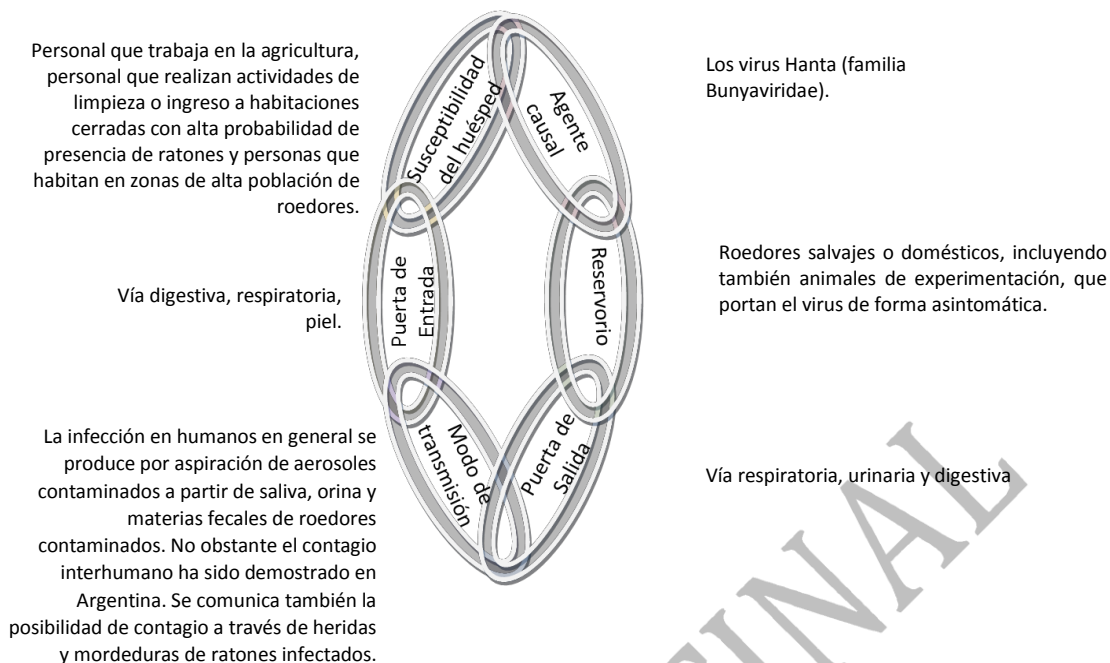 Personal que trabaja en la agricultura,
personal que realizan actividades de
limpieza o ingreso a habitaciones
cerradas con alta probabilidad de
presencia de ratones y personas que
habitan en zonas de alta población de
roedores.
Susceptibilidad
del huésped
Agente
causal
Los virus Hanta (familia
Bunyaviridae).
Vía digestiva, respiratoria,
piel.
Puerta de
Entrada
Reservorio
Roedores salvajes o domésticos, incluyendo
también animales de experimentación, que
portan el virus de forma asintomática.
La infección en humanos en general se
produce por aspiración de aerosoles
contaminados a partir de saliva, orina y
materias fecales de roedores
contaminados. No obstante el contagio
interhumano ha sido demostrado en
Argentina. Se comunica también la
posibilidad de contagio a través de heridas
y mordeduras de ratones infectados.
Modo de
transmisión
Puerta de
Salida
Vía respiratoria, urinaria y digestiva
FINAL